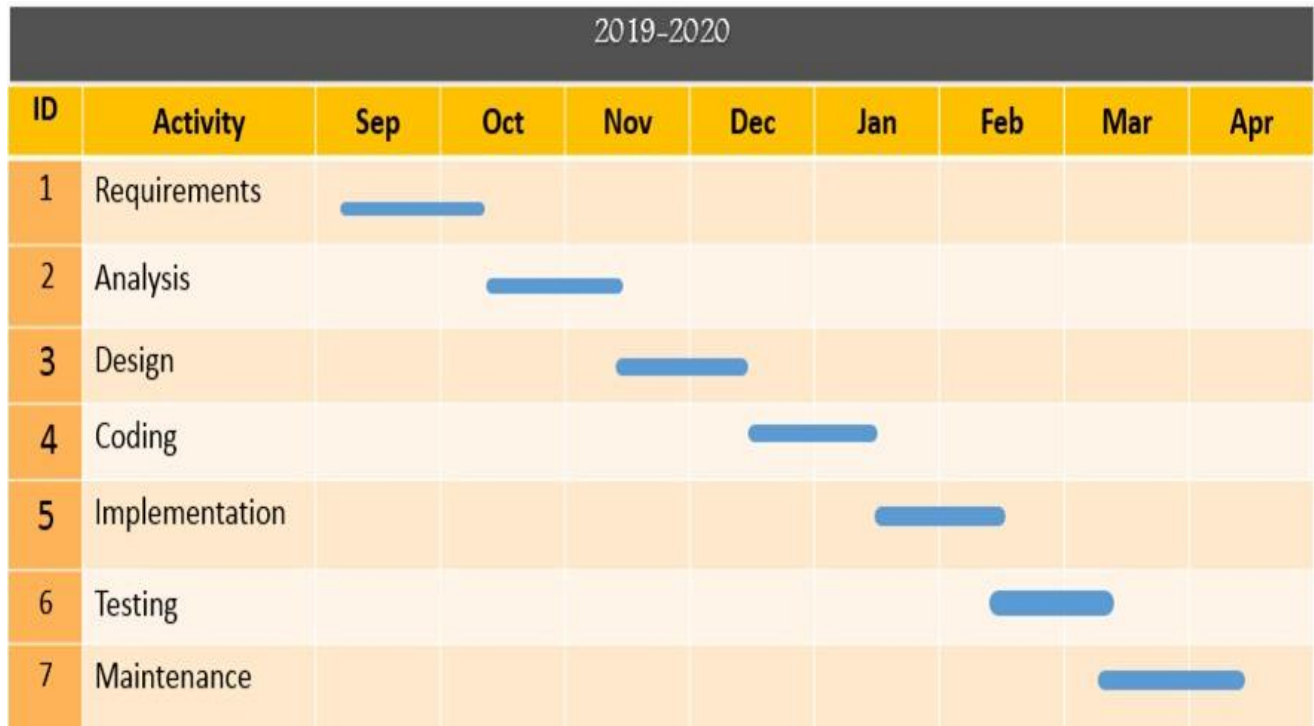 2019-2020
ID Activity Sep Oct Nov Dec Jan Feb Mar Apr
1 Requirements
2 Analysis
3 Design
4 Coding
5 Implementation
6 Testing
7 Maintenance